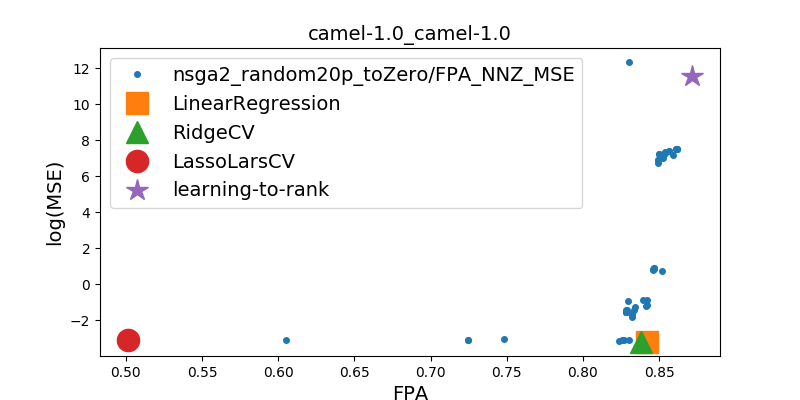 camel-1.0_camel-1.0
nsga2_random20p_toZero/FPA_NNZ_MSE
LinearRegression
RidgeCV
LassoLarsCV
learning-to-rank
log(MSE)
12
10
8
6
4
2
0
−2
0.50 0.55 0.60 0.65 0.70 0.75 0.80 0.85
FPA